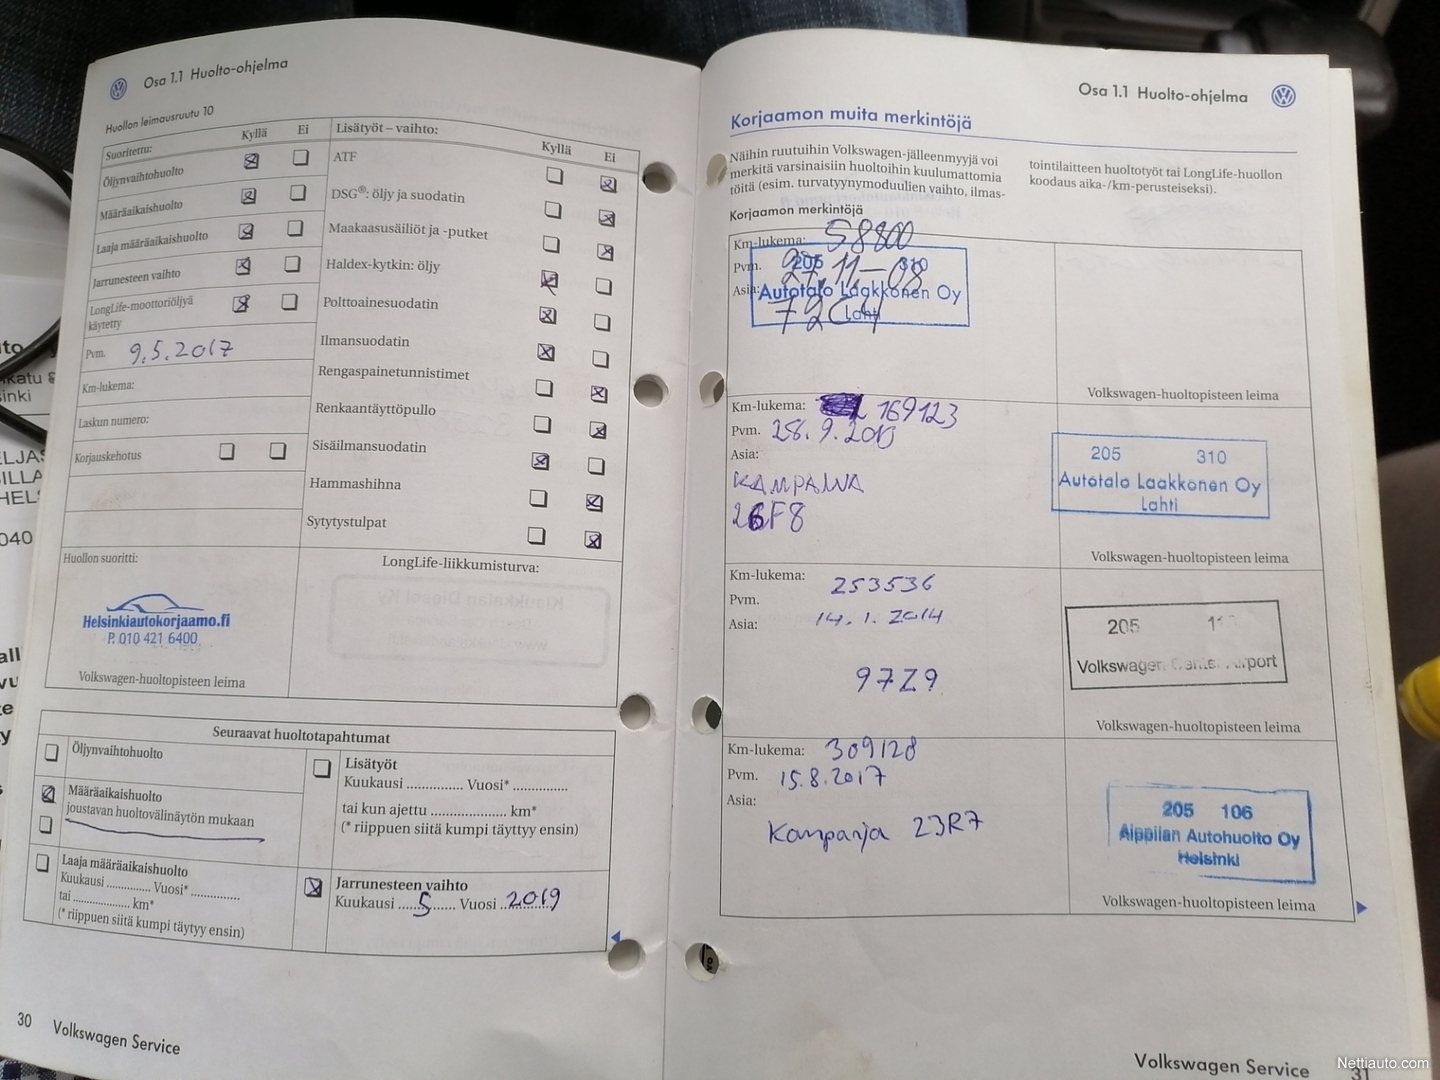 Osa 1.1 Huolto-ohjelma
Huollon leimausruutu 10
Suoritettu:
Kyllä
Ei
Öljynvaihtohuolto
Määräaikaishuolto
Laaja määräaikaishuolto
Jarrunesteen vaihto
LongLife-moottoriöljyä
käytetty
Pvm. 9.5.2017
Km-lukema:
Laskun numero:
Korjauskehotus
Lisätyöt – vaihto:
Kyllä
Ei
ATF
DSG®: öljy ja suodatin
Maakaasusäiliöt ja -putket
Haldex-kytkin: öljy
Polttoainesuodatin
Ilmansuodatin
Rengaspainetunnistimet
Renkaantäyttöpullo
Sisäilmansuodatin
Hammashihna
Sytytystulpat
Huollon suoritti:
Helsinkiautokorjaamo.fi
P. 010 421 6400
Volkswagen-huoltopisteen leima
LongLife-liikkumisturva:
Seuraavat huoltotapahtumat
Öljynvaihtohuolto
Määräaikaishuolto
joustavan huoltovälinäytön mukaan
Laaja määräaikaishuolto
Kuukausi .............. Vuosi* ...............
tai ...................... km*
(* riippuen siitä kumpi täytyy ensin)
Lisätyöt
Kuukausi ............... Vuosi* ...............
tai kun ajettu .................... km*
(* riippuen siitä kumpi täyttyy ensin)
Jarrunesteen vaihto
Kuukausi ...5... Vuosi 2019
30 Volkswagen Service
Osa 1.1 Huolto-ohjelma
Korjaamon muita merkintöjä
Näihin ruutuihin Volkswagen-jälleenmyyjä voi
merkitä varsinaisiin huoltoihin kuulumattomia
töitä (esim. turvatyynymoduulien vaihto, ilmas-
tointilaitteen huoltotyöt tai LongLife-huollon
koodaus aika-/km-perusteiseksi).
Korjaamon merkintöjä
Km-lukema: 58800
Pvm. 27.11-08
Asia:
205 310
Autotalo Laakkonen Oy
Lahti
Volkswagen-huoltopisteen leima
Km-lukema: 169123
Pvm. 28.9.2010
Asia:
KAMPANJA
26F8
205 310
Autotalo Laakkonen Oy
Lahti
Volkswagen-huoltopisteen leima
Km-lukema: 253536
Pvm. 14.1.2014
Asia:
97Z9
205
Volkswagen Center Airport
Volkswagen-huoltopisteen leima
Km-lukema: 309128
Pvm. 15.8.2017
Asia:
Kampanja 23R7
205 106
Aippilan Autohuolto Oy
Helsinki
Volkswagen-huoltopisteen leima
Volkswagen Service 31
Nettiauto.com